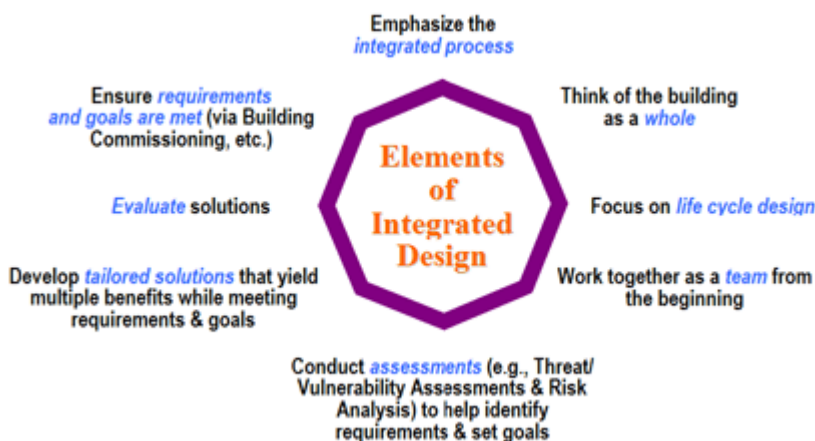 Emphasize the
integrated process
Think of the building
as a whole
Focus on life cycle design
Work together as a team from
the beginning
Conduct assessments (e.g., Threat/
Vulnerability Assessments & Risk
Analysis) to help identify
requirements & set goals
Develop tailored solutions that yield
multiple benefits while meeting
requirements & goals
Evaluate solutions
Ensure requirements
and goals are met (via Building
Commissioning, etc.)
Elements
of
Integrated
Design